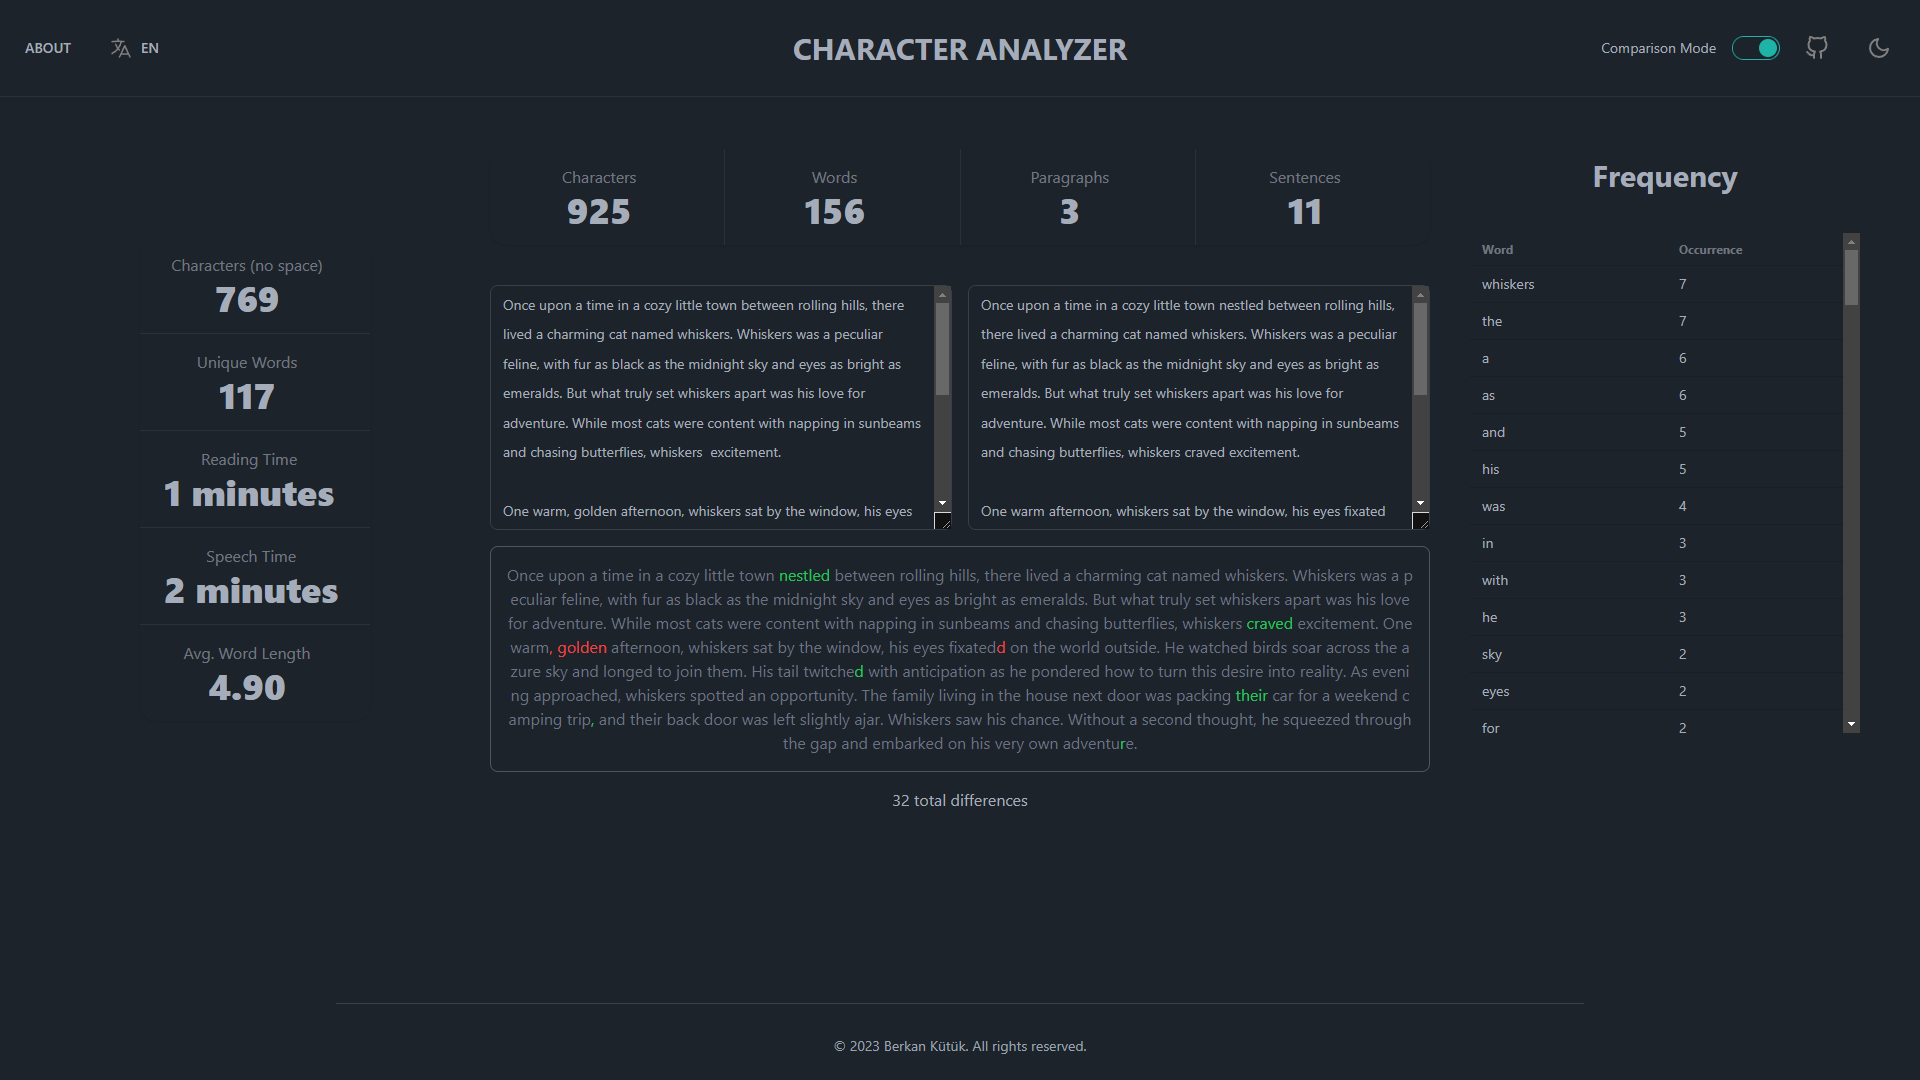 ABOUT
EN
CHARACTER ANALYZER
Comparison Mode
Characters
925
Words
156
Paragraphs
3
Sentences
11
Characters (no space)
769
Unique Words
117
Reading Time
1 minutes
Speech Time
2 minutes
Avg. Word Length
4.90
Once upon a time in a cozy little town between rolling hills, there
lived a charming cat named whiskers. Whiskers was a peculiar
feline, with fur as black as the midnight sky and eyes as bright as
emeralds. But what truly set whiskers apart was his love for
adventure. While most cats were content with napping in sunbeams
and chasing butterflies, whiskers  excitement.
One warm, golden afternoon, whiskers sat by the window, his eyes
Once upon a time in a cozy little town nestled between rolling hills,
there lived a charming cat named whiskers. Whiskers was a peculiar
feline, with fur as black as the midnight sky and eyes as bright as
emeralds. But what truly set whiskers apart was his love for
adventure. While most cats were content with napping in sunbeams
and chasing butterflies, whiskers craved excitement.
One warm afternoon, whiskers sat by the window, his eyes fixated
Once upon a time in a cozy little town nestled between rolling hills, there lived a charming cat named whiskers. Whiskers was a p
eculiar feline, with fur as black as the midnight sky and eyes as bright as emeralds. But what truly set whiskers apart was his love
for adventure. While most cats were content with napping in sunbeams and chasing butterflies, whiskers craved excitement. One
warm, golden afternoon, whiskers sat by the window, his eyes fixatedd on the world outside. He watched birds soar across the a
zure sky and longed to join them. His tail twitched with anticipation as he pondered how to turn this desire into reality. As eveni
ng approached, whiskers spotted an opportunity. The family living in the house next door was packing their car for a weekend c
amping trip, and their back door was left slightly ajar. Whiskers saw his chance. Without a second thought, he squeezed through
the gap and embarked on his very own adventure.
32 total differences
Frequency
Word Occurrence
whiskers 7
the 7
a 6
as 6
and 5
his 5
was 4
in 3
with 3
he 3
sky 2
eyes 2
for 2
© 2023 Berkan Kütük. All rights reserved.